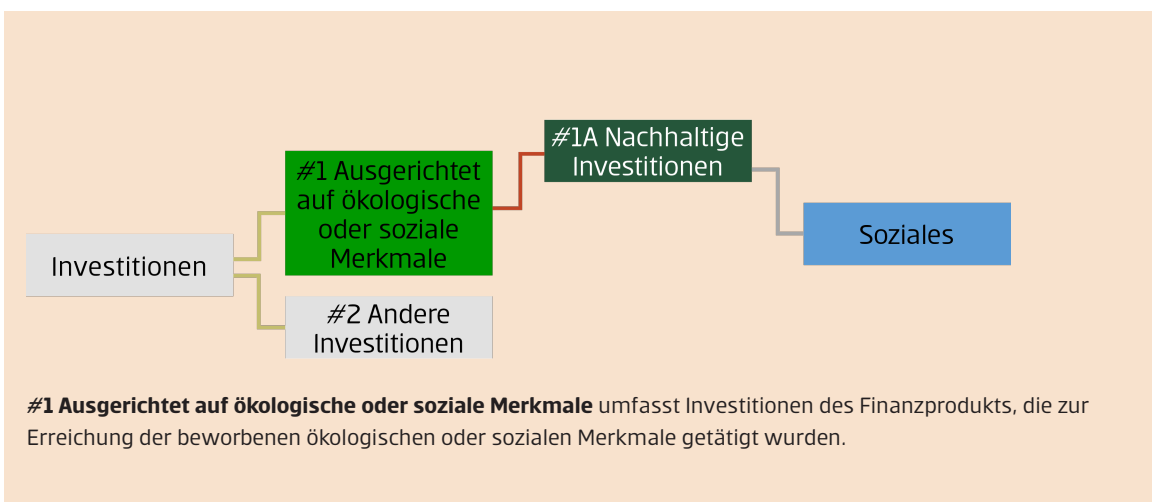 Investitionen
#1 Ausgerichtet
auf ökologische
oder soziale
Merkmale
#2 Andere
Investitionen
#1A Nachhaltige
Investitionen
Soziales
#1 Ausgerichtet auf ökologische oder soziale Merkmale umfasst Investitionen des Finanzprodukts, die zur
Erreichung der beworbenen ökologischen oder sozialen Merkmale getätigt wurden.